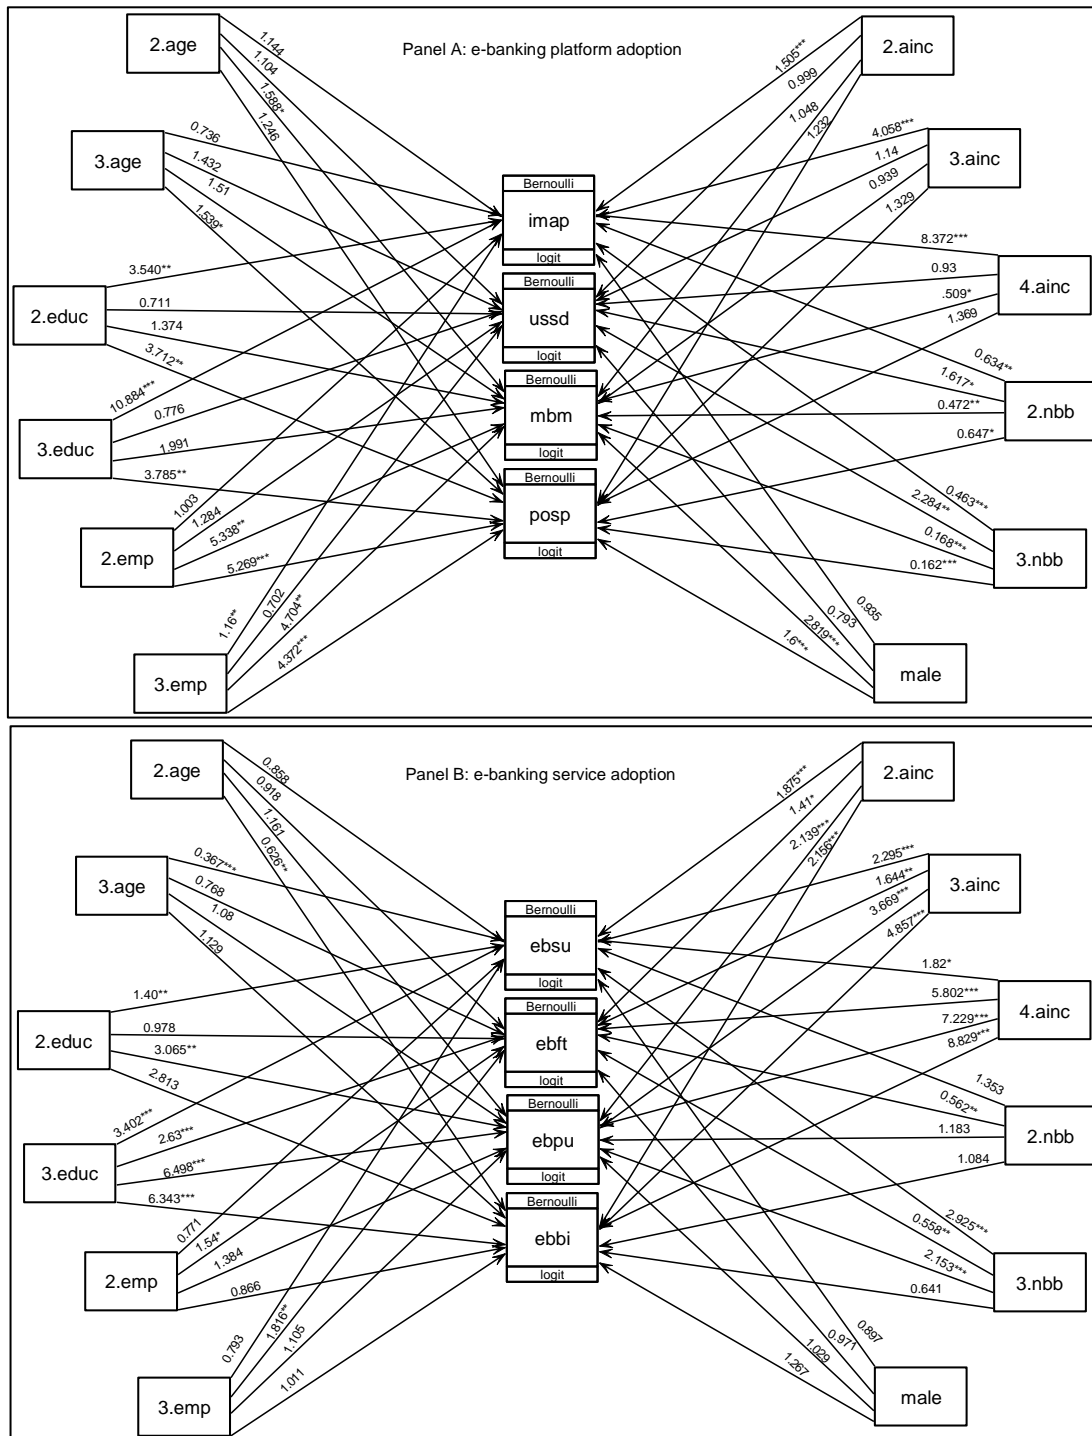 Panel A: e-banking platform adoption
2.age
1.144
1.104
1.588*
1.246
3.age
0.736
1.432
1.51
1.539*
2.educ
3.540**
0.711
1.374
3.712**
3.educ
10.884***
0.776
1.991
3.785**
2.emp
1.003
1.284
5.338**
5.269***
3.emp
1.16**
0.702
4.704**
4.372***
Bernoulli
imap
logit
Bernoulli
ussd
logit
Bernoulli
mbm
logit
Bernoulli
posp
logit
2.ainc
1.505***
0.999
1.048
1.232
3.ainc
4.058***
1.14
0.939
1.329
4.ainc
8.372***
0.93
.509*
1.369
2.nbb
0.634**
1.617*
0.472**
0.647*
3.nbb
0.463***
2.284**
0.168***
0.162***
male
0.935
0.793
2.819***
1.6***
Panel B: e-banking service adoption
2.age
0..858
0.918
1.161
0.626**
3.age
0.367***
0.768
1.08
1.129
2.educ
1.40**
0.978
3.065**
2.813
3.educ
3.402***
2.63***
6.498***
6.343***
2.emp
0.771
1.54*
1.384
0.866
3.emp
0.793
1.816**
1.105
1.011
Bernoulli
ebsu
logit
Bernoulli
ebft
logit
Bernoulli
ebpu
logit
Bernoulli
ebbi
logit
2.ainc
1.875***
1.41*
2.139***
2.156***
3.ainc
2.295***
1.644**
3.669***
4.857***
4.ainc
1.82*
5.802***
7.229***
8.829***
2.nbb
1.353
0.562**
1.183
1.084
3.nbb
2.925***
0.558**
2.153***
0.641
male
0.897
0.971
1.029
1.267